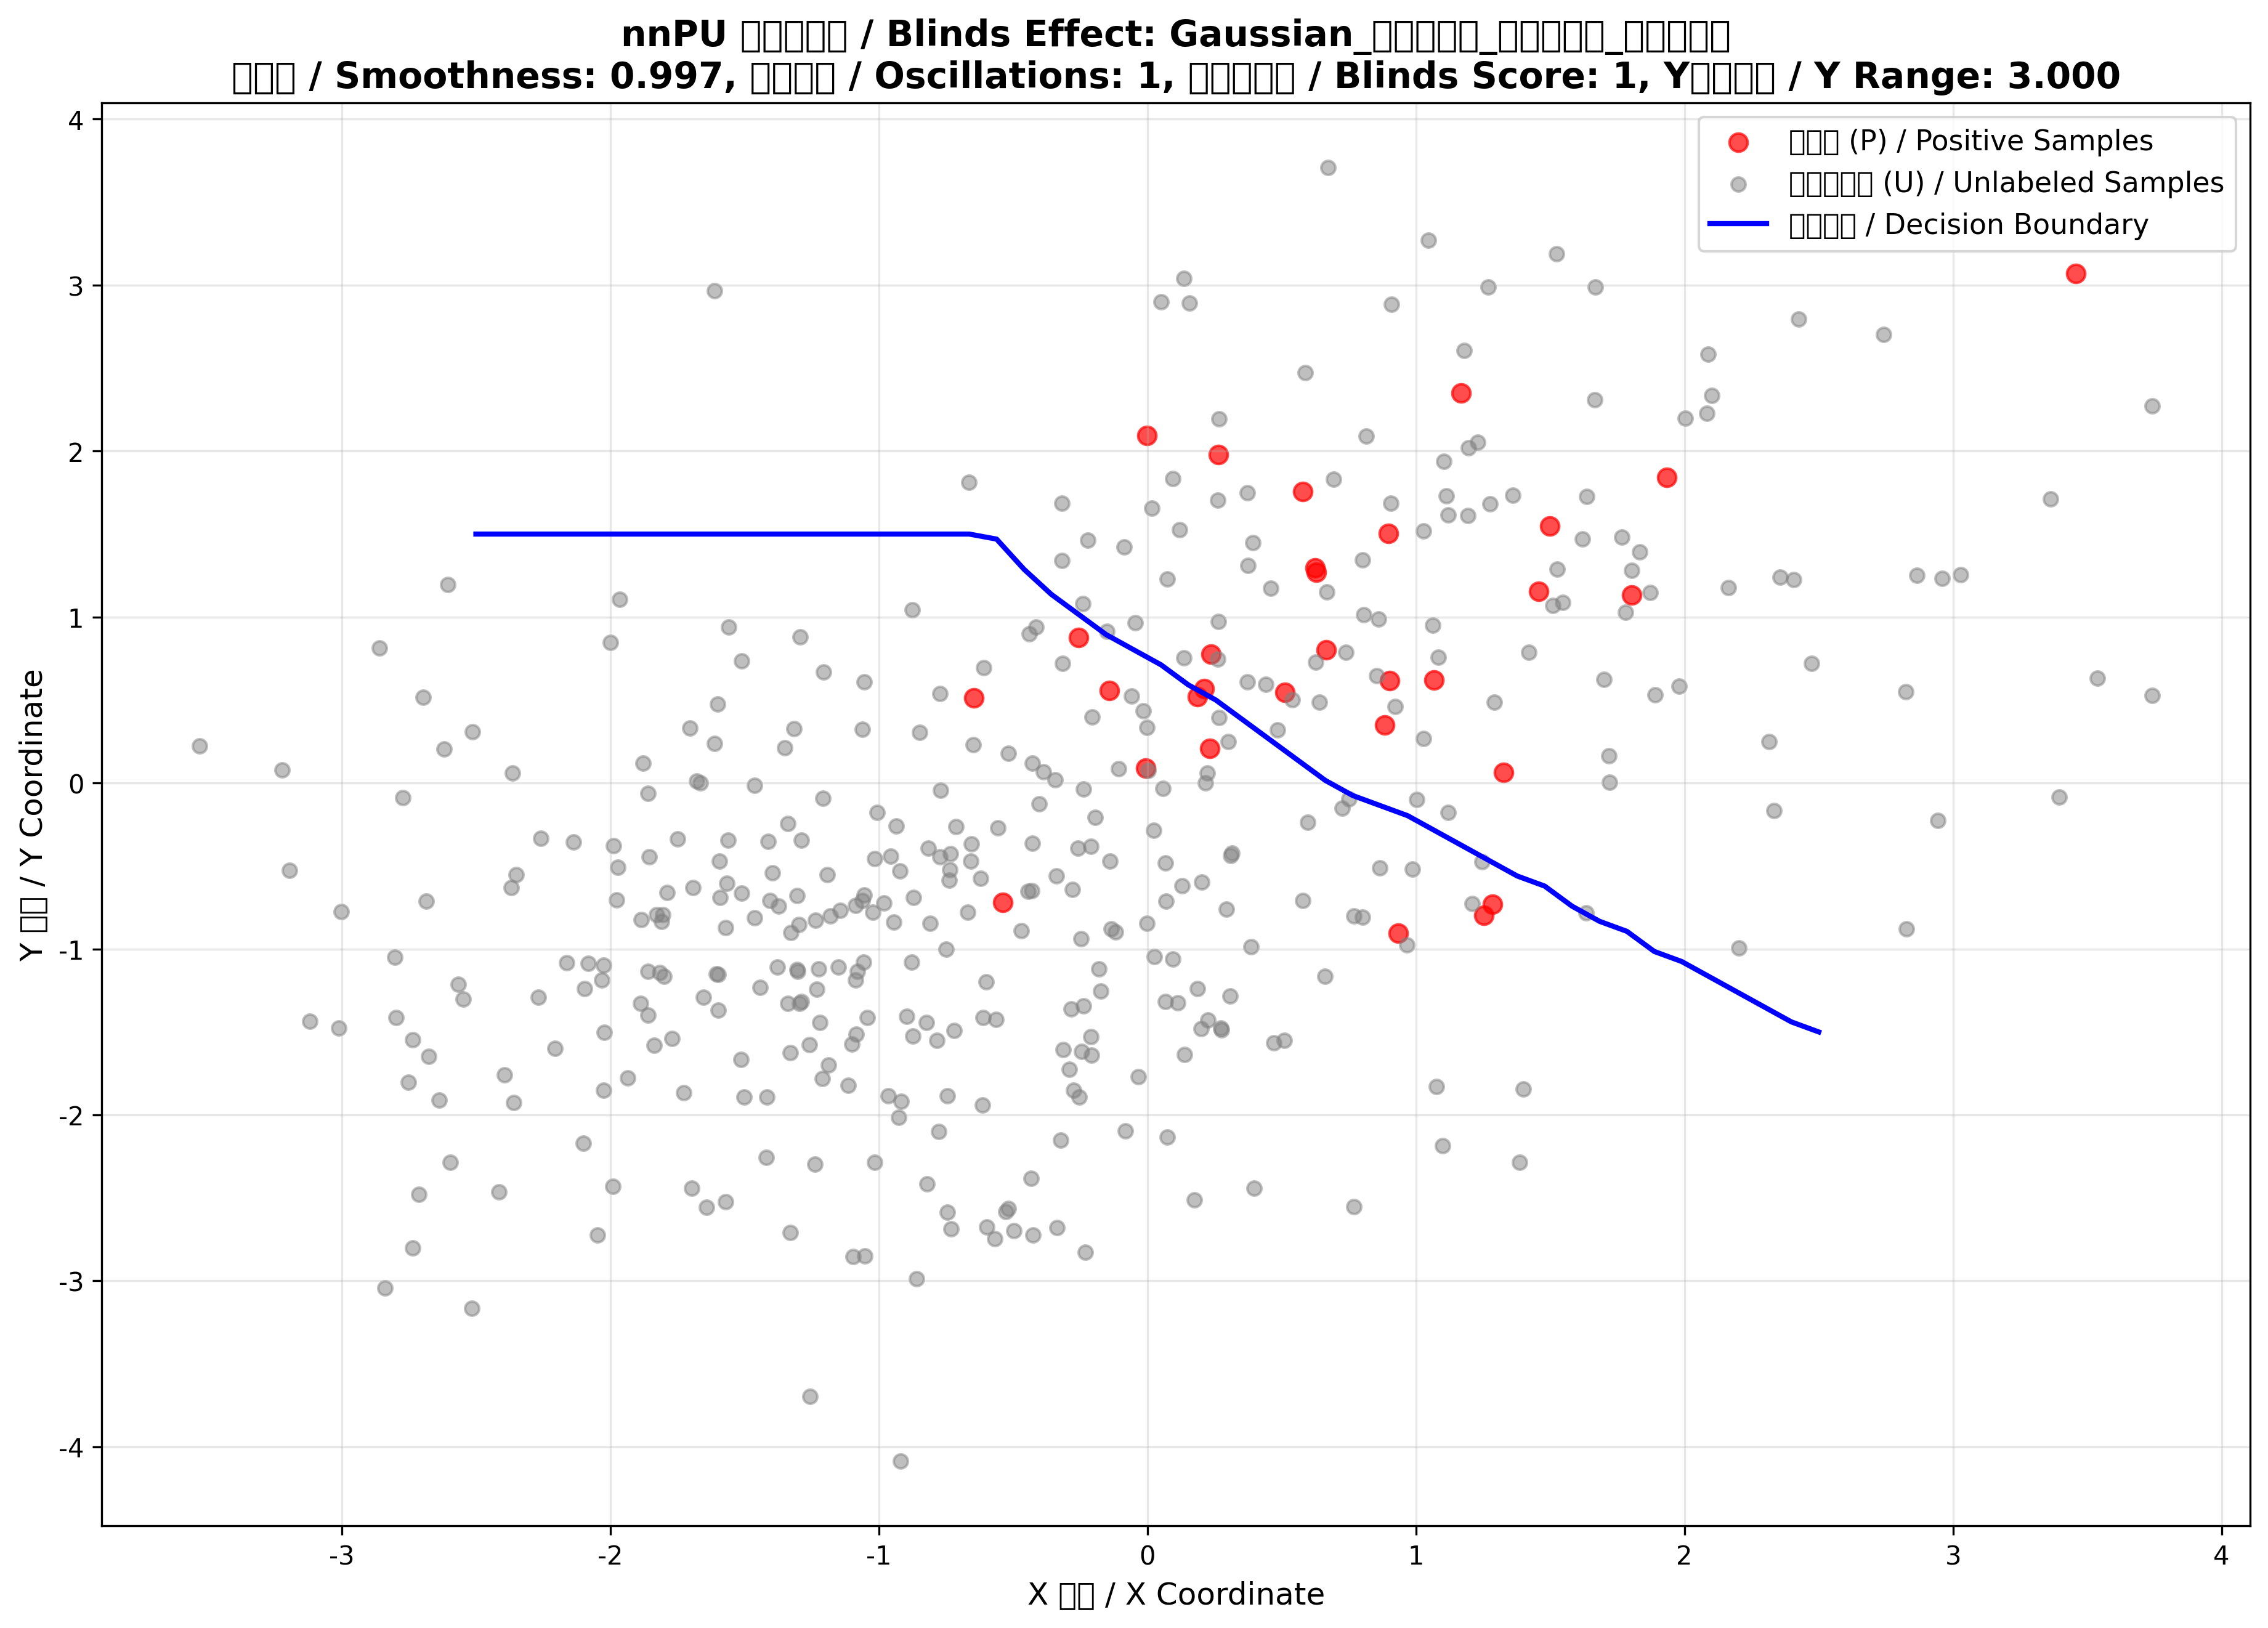 nnPU □□□□□ / Blinds Effect: Gaussian_□□□□□_□□□□□_□□□□□
□□□ / Smoothness: 0.997, □□□□ / Oscillations: 1, □□□□□ / Blinds Score: 1, Y□□□□ / Y Range: 3.000
□□□ (P) / Positive Samples
□□□□□ (U) / Unlabeled Samples
□□□□ / Decision Boundary
4
3
2
1
0
-1
-2
-3
-4
Y □□ / Y Coordinate
-3
-2
-1
0
1
2
3
4
X □□ / X Coordinate